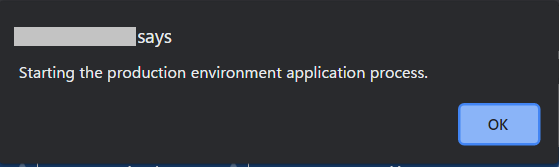 says
Starting the production environment application process.
OK